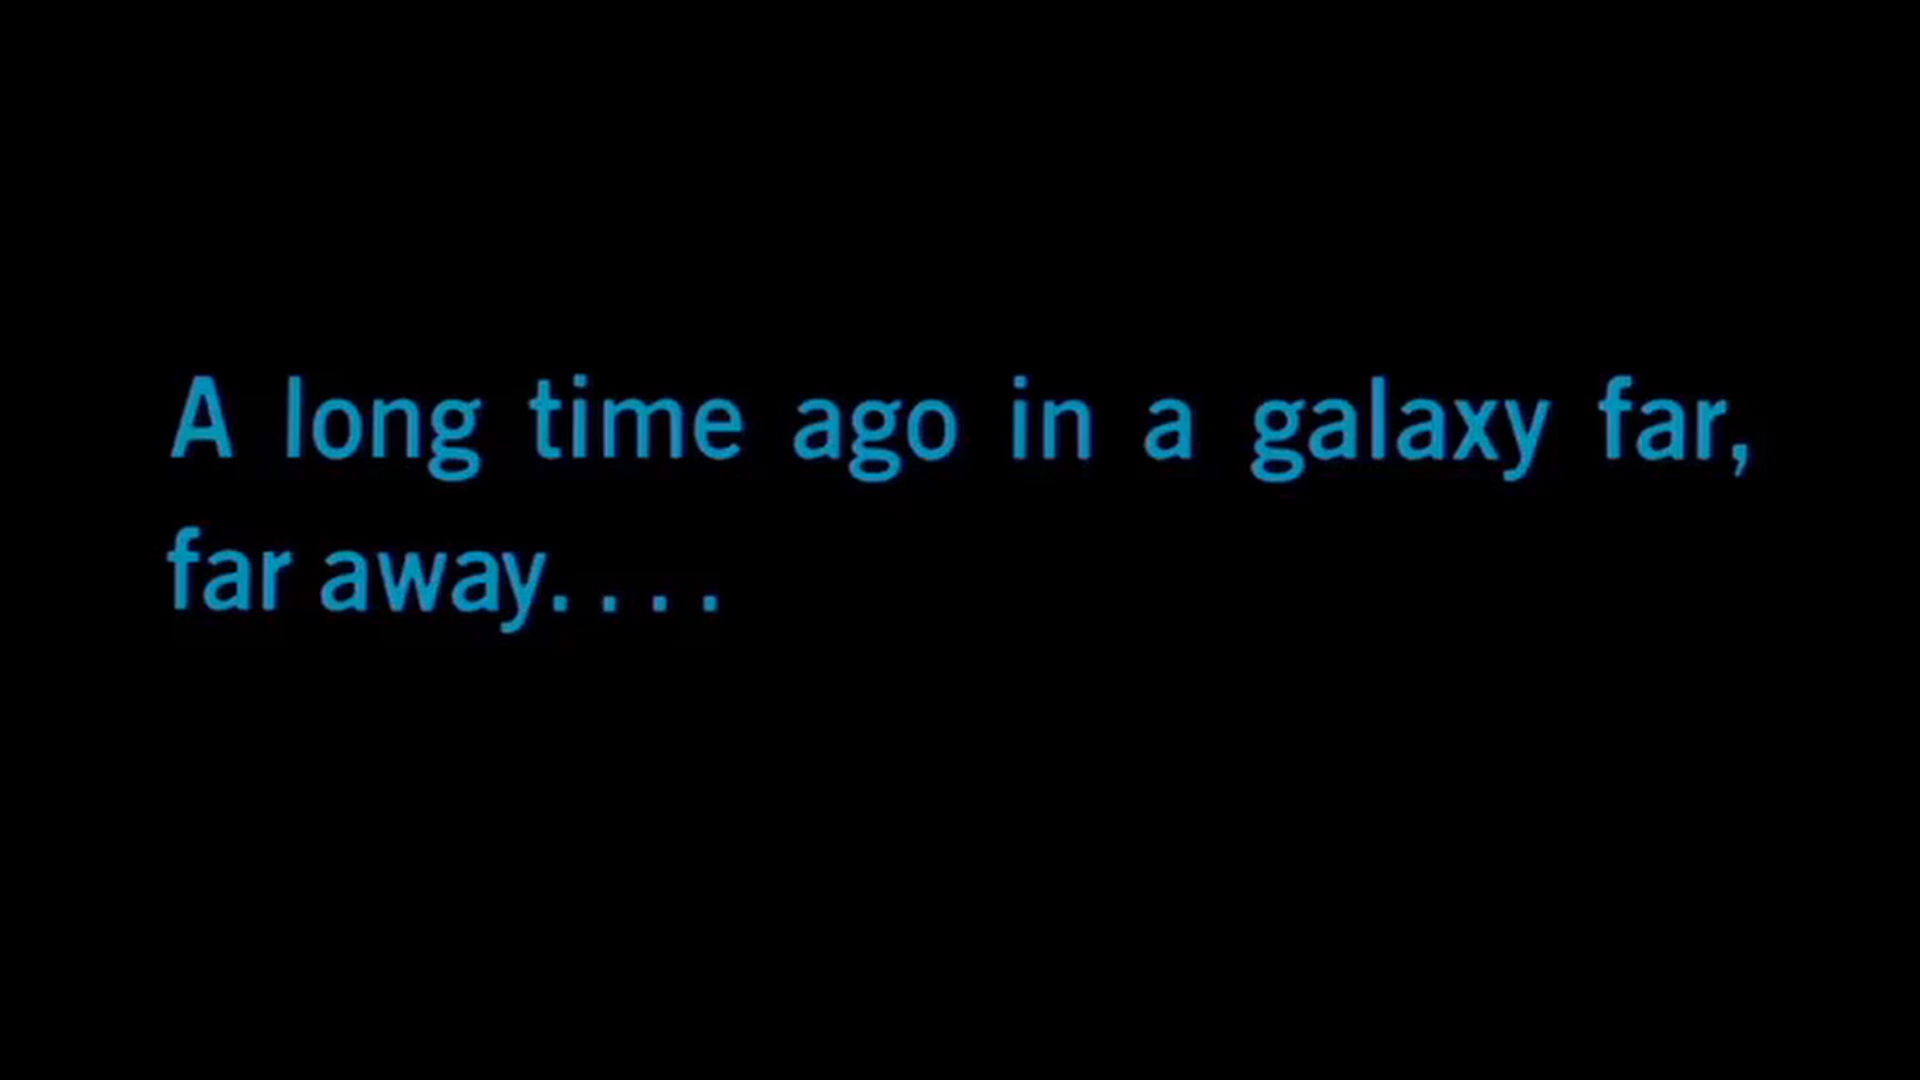 A long time ago in a galaxy far,
far away. . . .